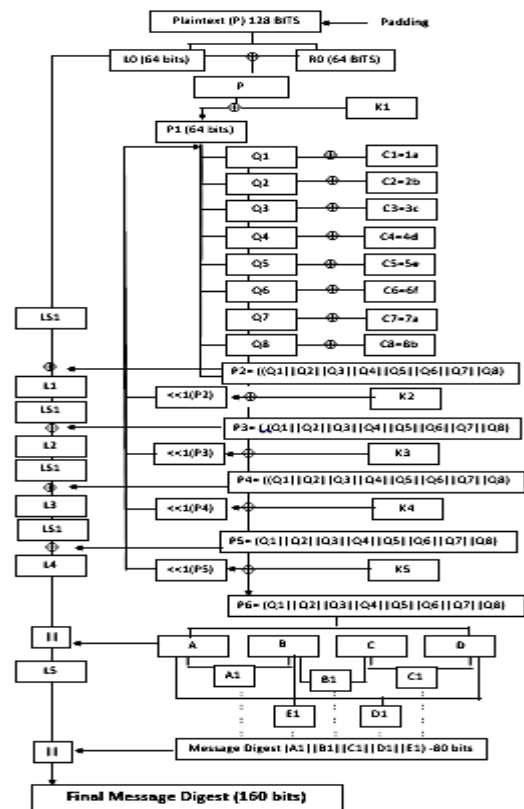 Plaintext (P) 128 BITS
Padding
L0 (64 bits)
R0 (64 BITS)
P
K1
P1 (64 bits)
Q1
C1=1a
Q2
C2=2b
Q3
C3=3c
Q4
C4=4d
Q5
C5=5e
Q6
C6=6f
Q7
C7=7a
Q8
C8=8b
LS1
P2= ((Q1||Q2||Q3||Q4||Q5||Q6||Q7||Q8)
L1
<<1(P2)
K2
LS1
P3= ((Q1||Q2||Q3||Q4||Q5||Q6||Q7||Q8)
L2
<<1(P3)
K3
LS1
P4= ((Q1||Q2||Q3||Q4||Q5||Q6||Q7||Q8)
L3
<<1(P4)
K4
LS1
P5= (Q1||Q2||Q3||Q4||Q5||Q6||Q7||Q8)
L4
<<1(P5)
K5
P6= (Q1||Q2||Q3||Q4||Q5||Q6||Q7||Q8)
||
A
B
C
D
L5
A1
B1
C1
E1
D1
||
Message Digest (A1||B1||C1||D1||E1) -80 bits
Final Message Digest (160 bits)